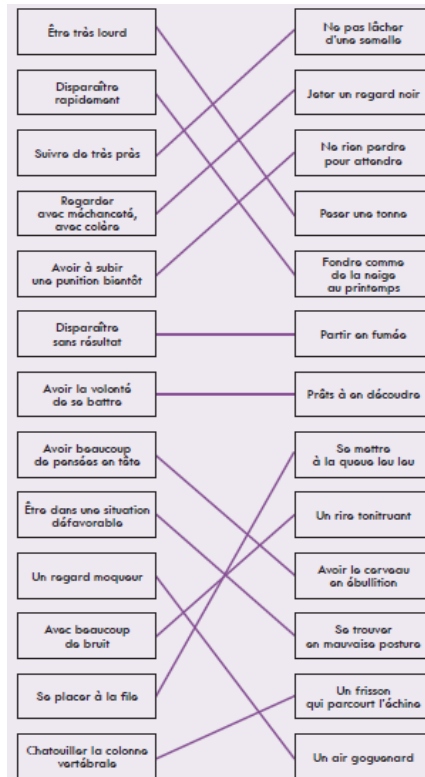 Être très lourd
Ne pas lâcher
d'une semelle
Disparaître
rapidement
Jeter un regard noir
Suivre de très près
Ne rien perdre
pour attendre
Regarder
avec méchanceté,
avec colère
Peser une tonne
Avoir à subir
une punition bientôt
Fondre comme
de la neige
au printemps
Disparaître
sans résultat
Partir en fumée
Avoir la volonté
de se battre
Prêts à en découdre
Avoir beaucoup
de pensées en tête
Se mettre
à la queue leu leu
Être dans une situation
défavorable
Un rire tonitruant
Un regard moqueur
Avoir le cerveau
en ébullition
Avec beaucoup
de bruit
Se trouver
en mauvaise posture
Se placer à la file
Un frisson
qui parcourt l'échine
Chatouiller la colonne
vertébrale
Un air goguenard